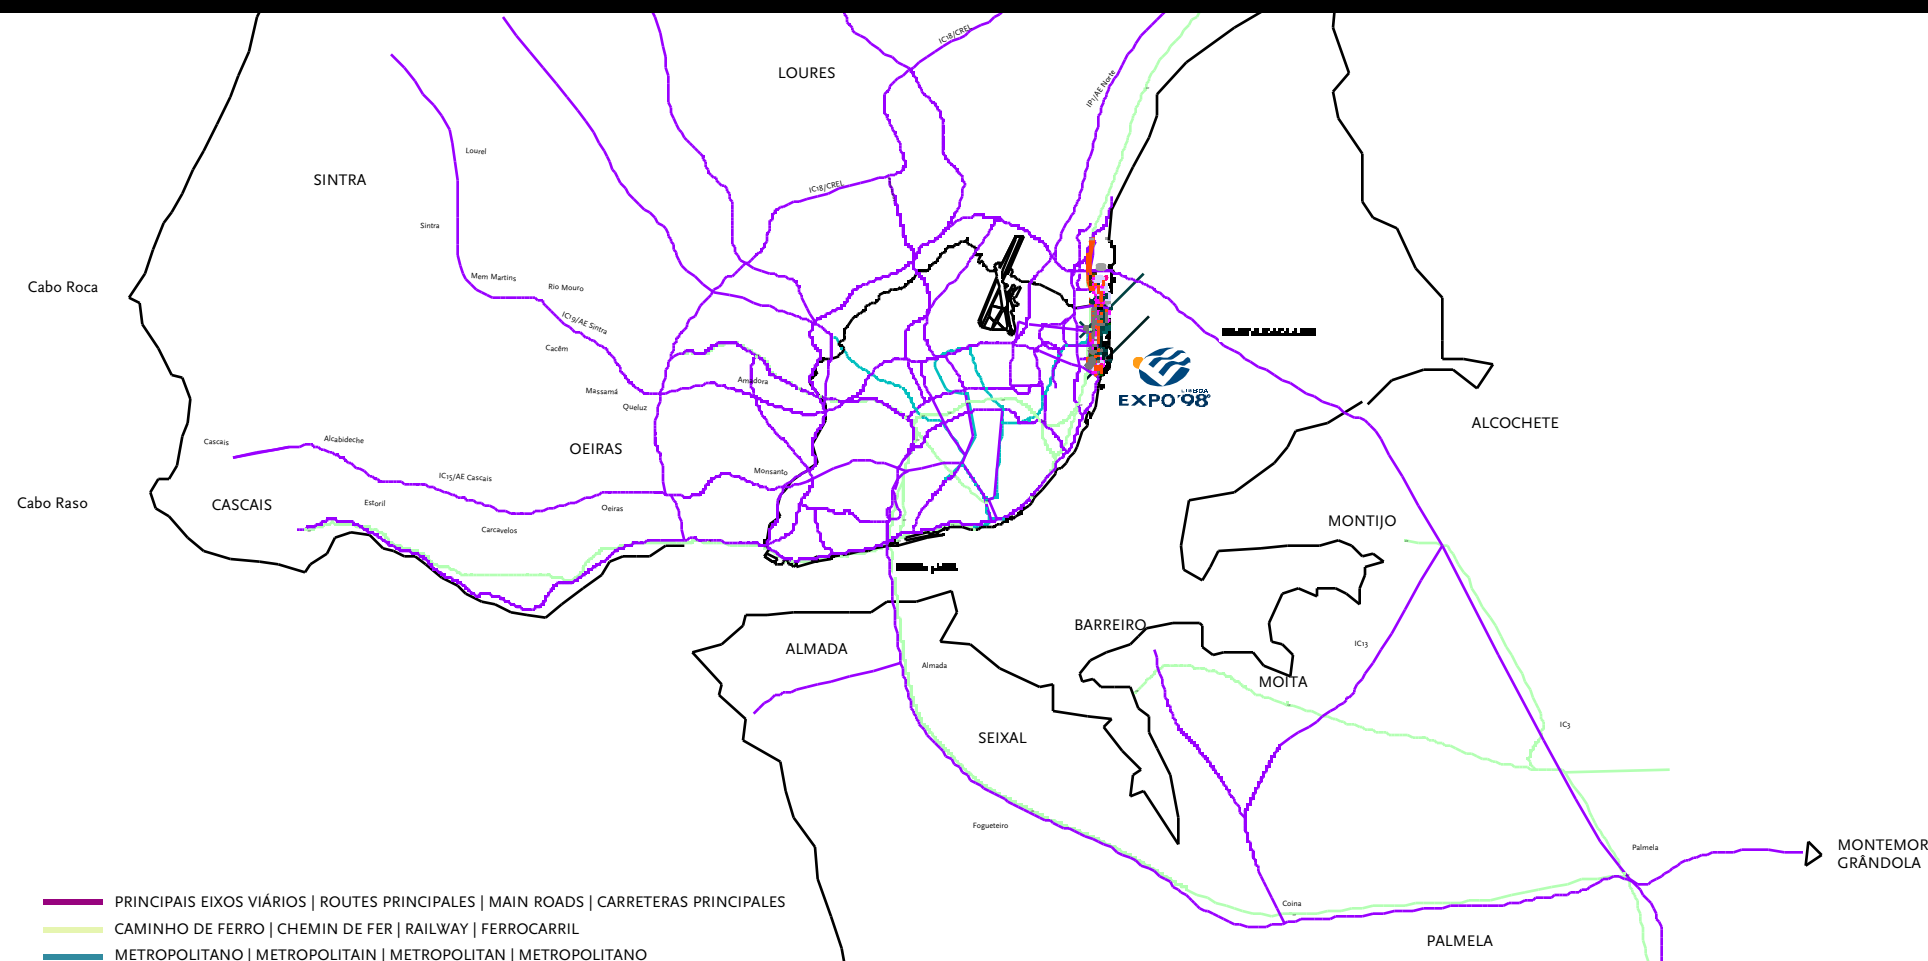 IC18/CREL
LOURES
IP1/AE Norte
Lourel
SINTRA
IC18/CREL
Sintra
Mem Martins
Rio Mouro
Cabo Roca
IC19/AE Sintra
Cacém
Amadora
Massamá
Queluz
LISBOA
EXPO'98
ALCOCHETE
Cascais
Alcabideche
OEIRAS
Monsanto
IC15/AE Cascais
Cabo Raso
CASCAIS
Estoril
Oeiras
Carcavelos
MONTIJO
BARREIRO
ALMADA
Almada
IC13
MOITA
IC3
SEIXAL
Fogueteiro
Palmela
MONTEMOR
GRÂNDOLA
PRINCIPAIS EIXOS VIÁRIOS | ROUTES PRINCIPALES | MAIN ROADS | CARRETERAS PRINCIPALES
Coina
CAMINHO DE FERRO | CHEMIN DE FER | RAILWAY | FERROCARRIL
PALMELA
METROPOLITANO | METROPOLITAIN | METROPOLITAN | METROPOLITANO